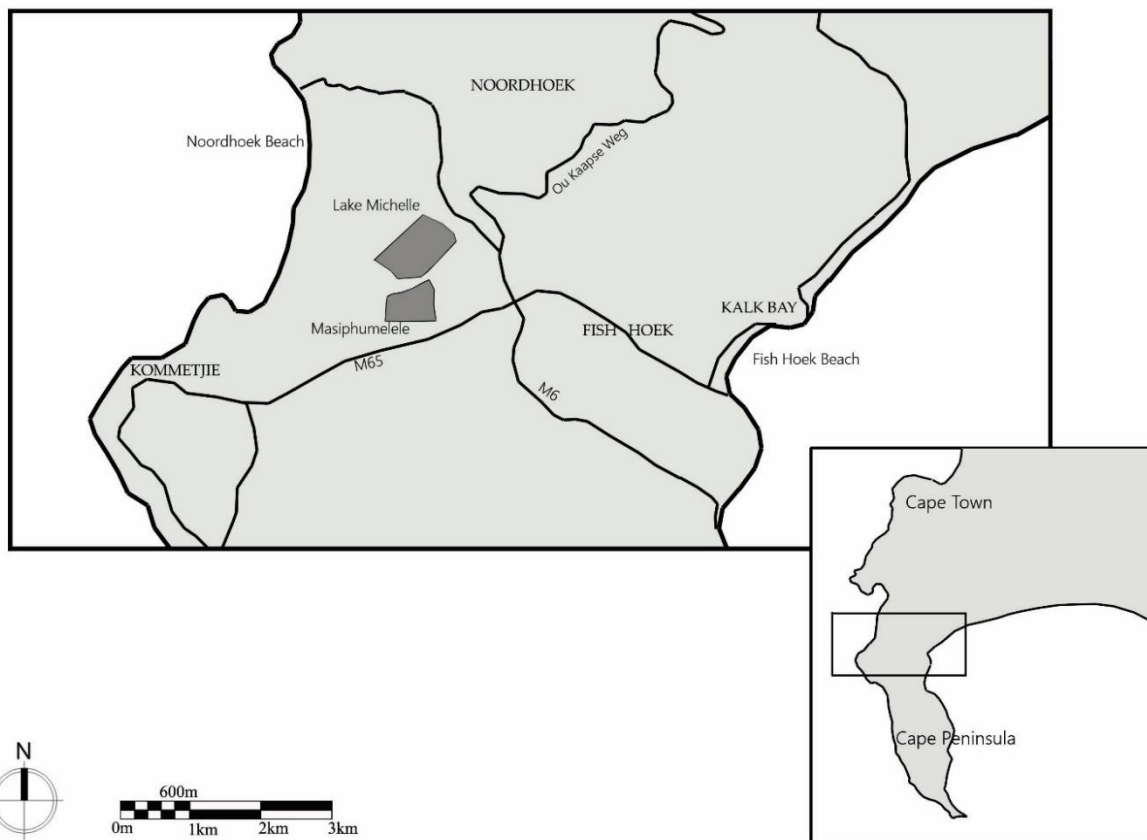 NOORDHOEK
Noordhoek Beach
Ou Kaapse Weg
Lake Michelle
Masiphumelele
KALK BAY
FISH HOEK
Fish Hoek Beach
KOMMETJIE
M65
M6
Cape Town
Cape Peninsula
N
600m
0m 1km 2km 3km